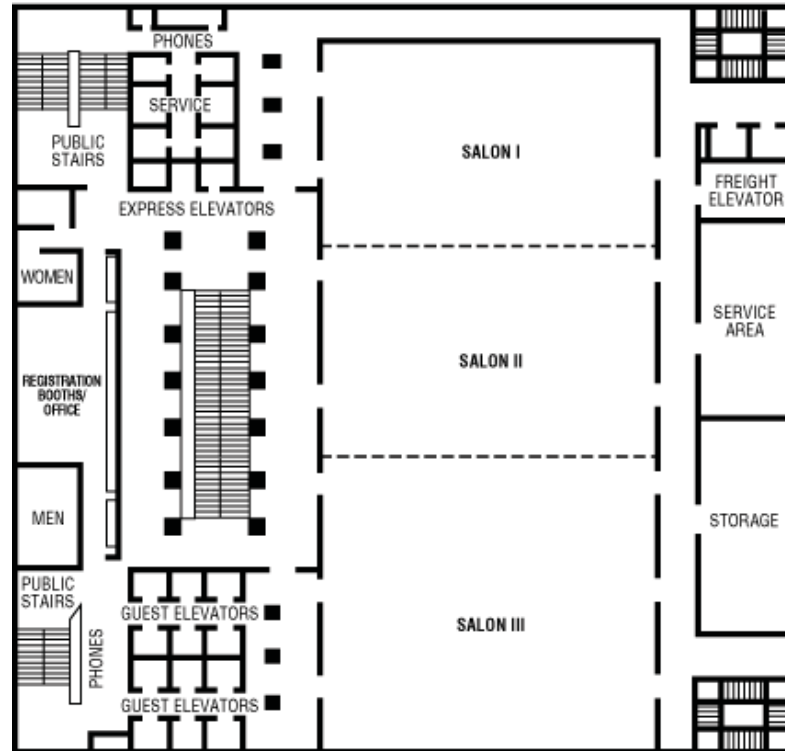 PHONES
SERVICE
PUBLIC
STAIRS
SALON I
FREIGHT
ELEVATOR
EXPRESS ELEVATORS
WOMEN
SERVICE
AREA
SALON II
REGISTRATION
BOOTHS/
OFFICE
MEN
STORAGE
PUBLIC
STAIRS
GUEST ELEVATORS
SALON III
PHONES
GUEST ELEVATORS